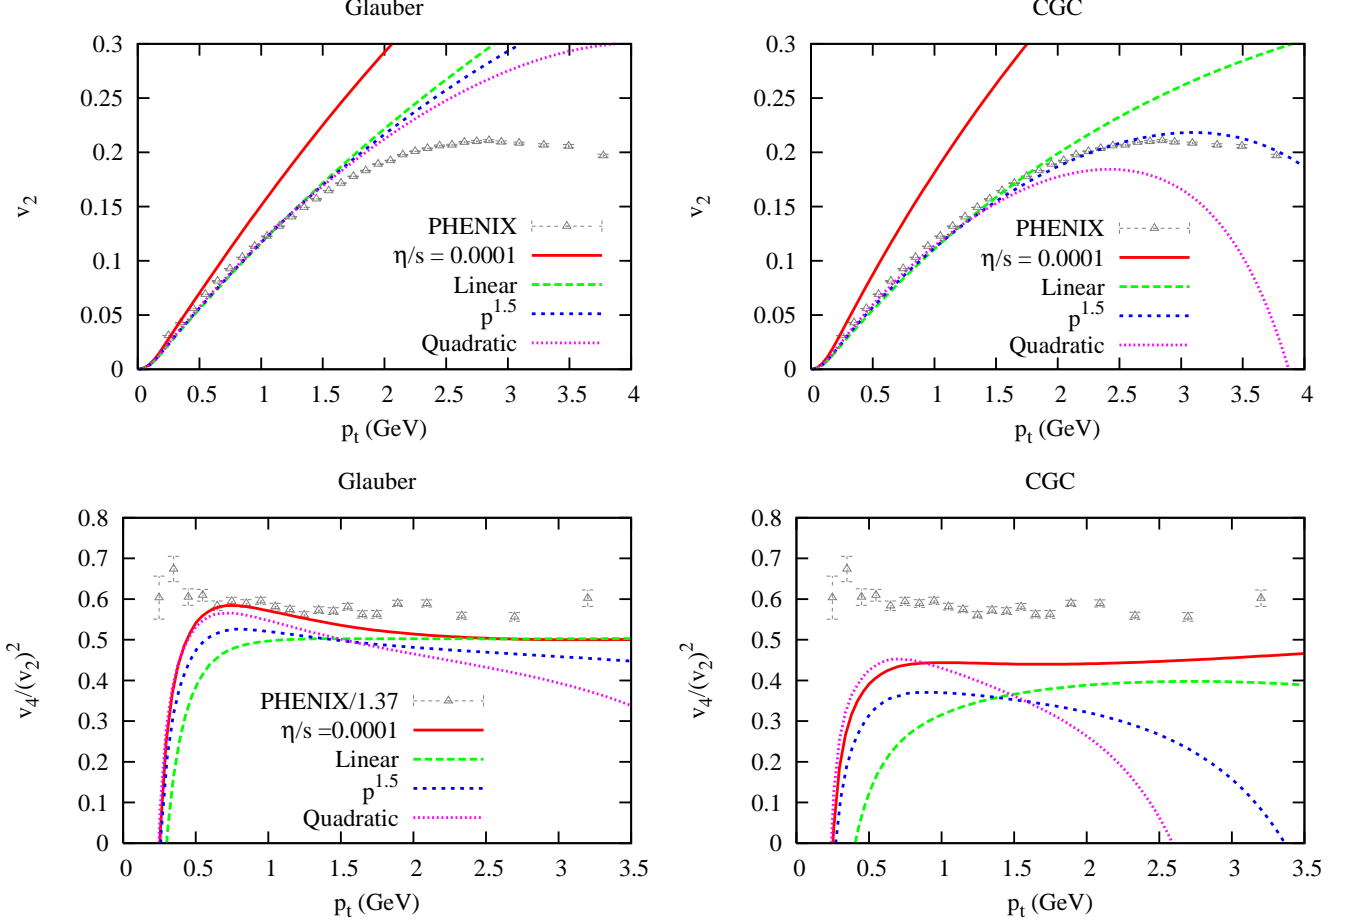 Glauber
0.3
0.25
0.2
0.15
0.1
0.05
0
v2
PHENIX
η/s = 0.0001
Linear
p^1.5
Quadratic
0 0.5 1 1.5 2 2.5 3 3.5 4
pt (GeV)
CGC
0.3
0.25
0.2
0.15
0.1
0.05
0
v2
PHENIX
η/s = 0.0001
Linear
p^1.5
Quadratic
0 0.5 1 1.5 2 2.5 3 3.5 4
pt (GeV)
Glauber
0.8
0.7
0.6
0.5
0.4
0.3
0.2
0.1
0
v4/(v2)^2
PHENIX/1.37
η/s =0.0001
Linear
p^1.5
Quadratic
0 0.5 1 1.5 2 2.5 3 3.5
pt (GeV)
CGC
0.8
0.7
0.6
0.5
0.4
0.3
0.2
0.1
0
v4/(v2)^2
0 0.5 1 1.5 2 2.5 3 3.5
pt (GeV)